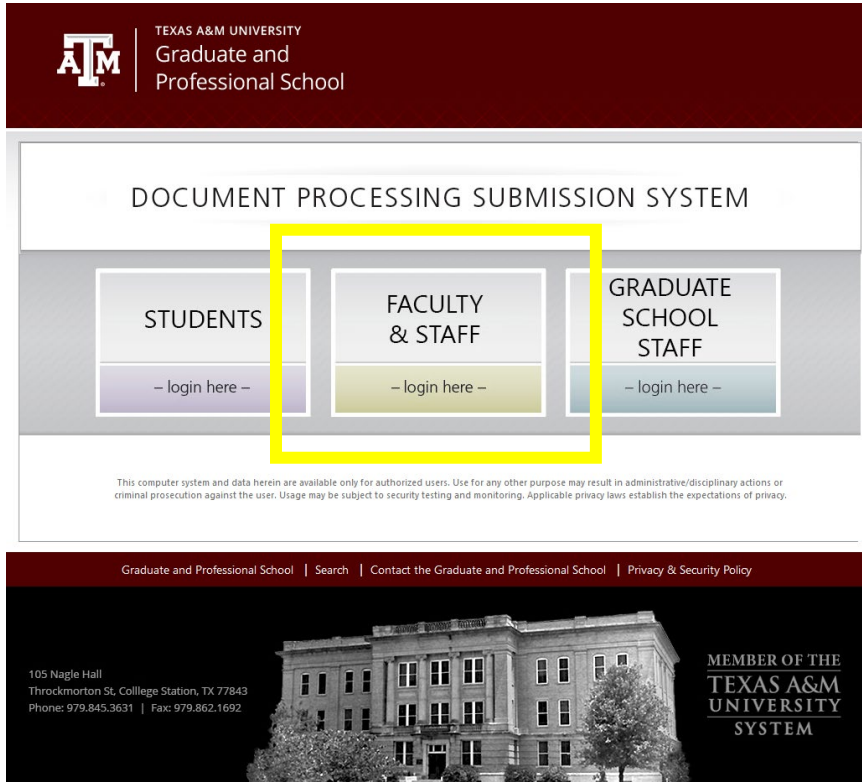 TEXAS A&M UNIVERSITY
Graduate and
Professional School
ATM
DOCUMENT PROCESSING SUBMISSION SYSTEM
STUDENTS
– login here –
FACULTY
& STAFF
– login here –
GRADUATE
SCHOOL
STAFF
– login here –
This computer system and data herein are available only for authorized users. Use for any other purpose may result in administrative/disciplinary actions or
criminal prosecution against the user. Usage may be subject to security testing and monitoring. Applicable privacy laws establish the expectations of privacy.
Graduate and Professional School | Search | Contact the Graduate and Professional School | Privacy & Security Policy
105 Nagle Hall
Throckmorton St, Colllege Station, TX 77843
Phone: 979.845.3631 | Fax: 979.862.1692
MEMBER OF THE
TEXAS A&M
UNIVERSITY
SYSTEM